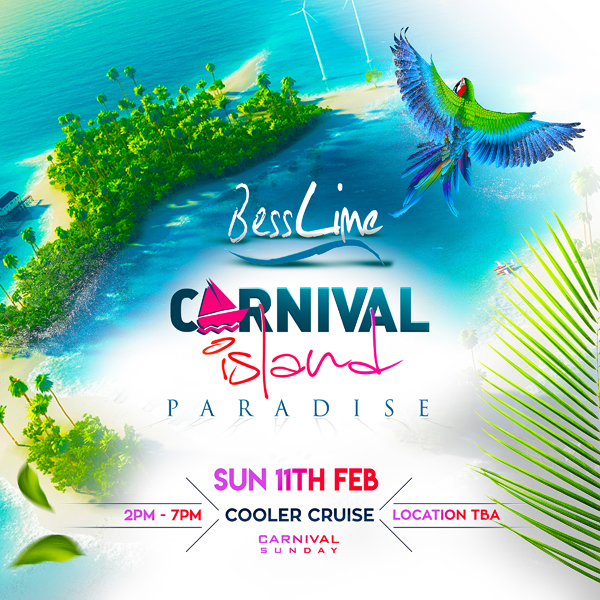 BessLime
CARNIVAL
island
PARADISE
SUN 11TH FEB
2PM - 7PM COOLER CRUISE LOCATION TBA
CARNIVAL
SUNDAY